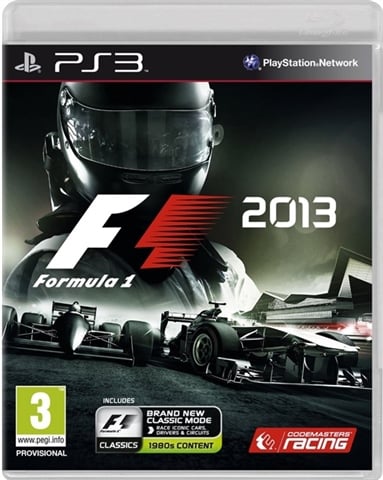 PS3
PlayStation®Network
F1
2013
Formula 1
3
www.pegi.info
PROVISIONAL
INCLUDES
F1
CLASSICS
BRAND NEW
CLASSIC MODE
RACE ICONIC CARS,
DRIVERS & CIRCUITS
1980s CONTENT
CODEMASTERS
RACING